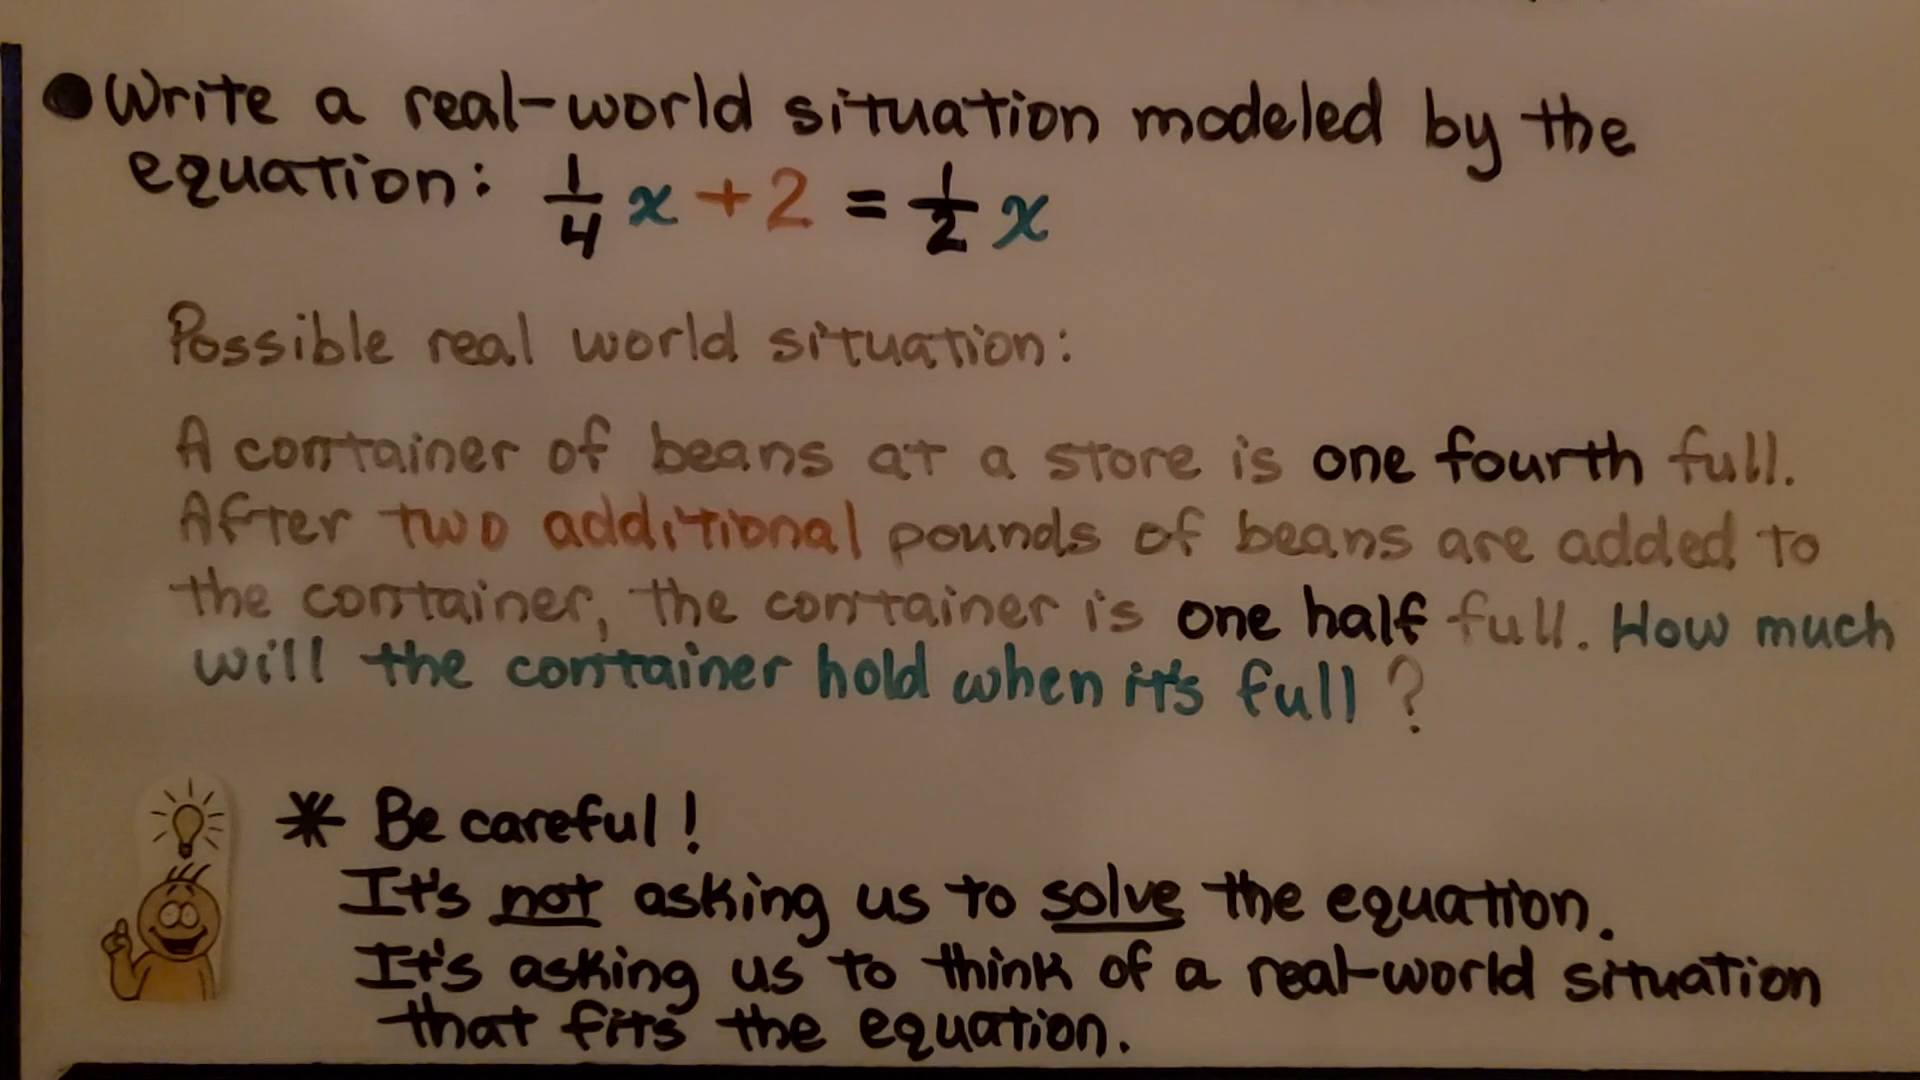 ● Write a real-world situation modeled by the
equation: 1/4 x + 2 = 1/2 x
Possible real world situation:
A container of beans at a store is one fourth full.
After two additional pounds of beans are added to
the container, the container is one half full. How much
will the container hold when it's full?
* Be careful!
It's not asking us to solve the equation.
It's asking us to think of a real-world situation
that fits the equation.